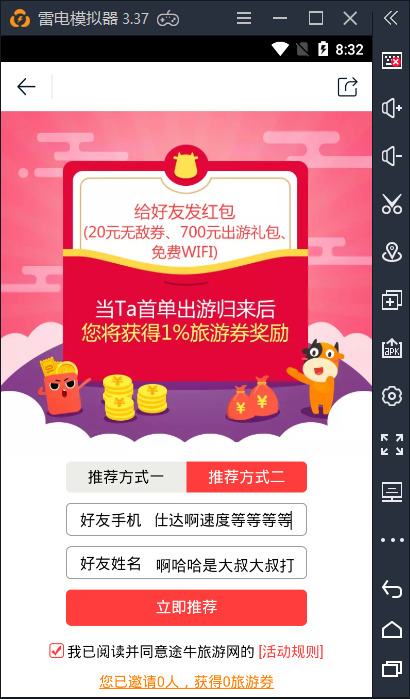 雷电模拟器 3.37
8:32
给好友发红包
(20元无敌券、700元出游礼包、
免费WIFI)
当Ta首单出游归来后
您将获得1%旅游券奖励
推荐方式一 推荐方式二
好友手机 仕达啊速度等等等等
好友姓名 啊哈哈是大叔大叔打
立即推荐
我已阅读并同意途牛旅游网的 [活动规则]
您已邀请0人，获得0旅游券
APK